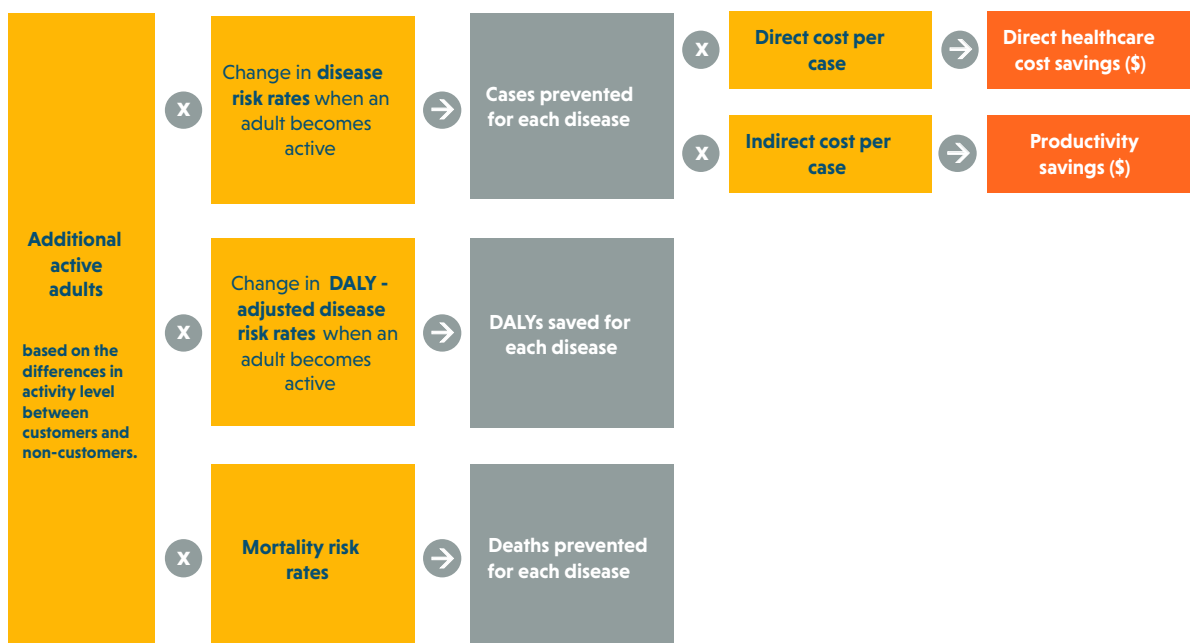 Additional
active
adults
based on the
differences in
activity level
between
customers and
non-customers.
x
Change in disease
risk rates when an
adult becomes
active
Cases prevented
for each disease
x
Direct cost per
case
Direct healthcare
cost savings ($)
x
Indirect cost per
case
Productivity
savings ($)
x
Change in DALY -
adjusted disease
risk rates when an
adult becomes
active
DALYs saved for
each disease
x
Mortality risk
rates
Deaths prevented
for each disease